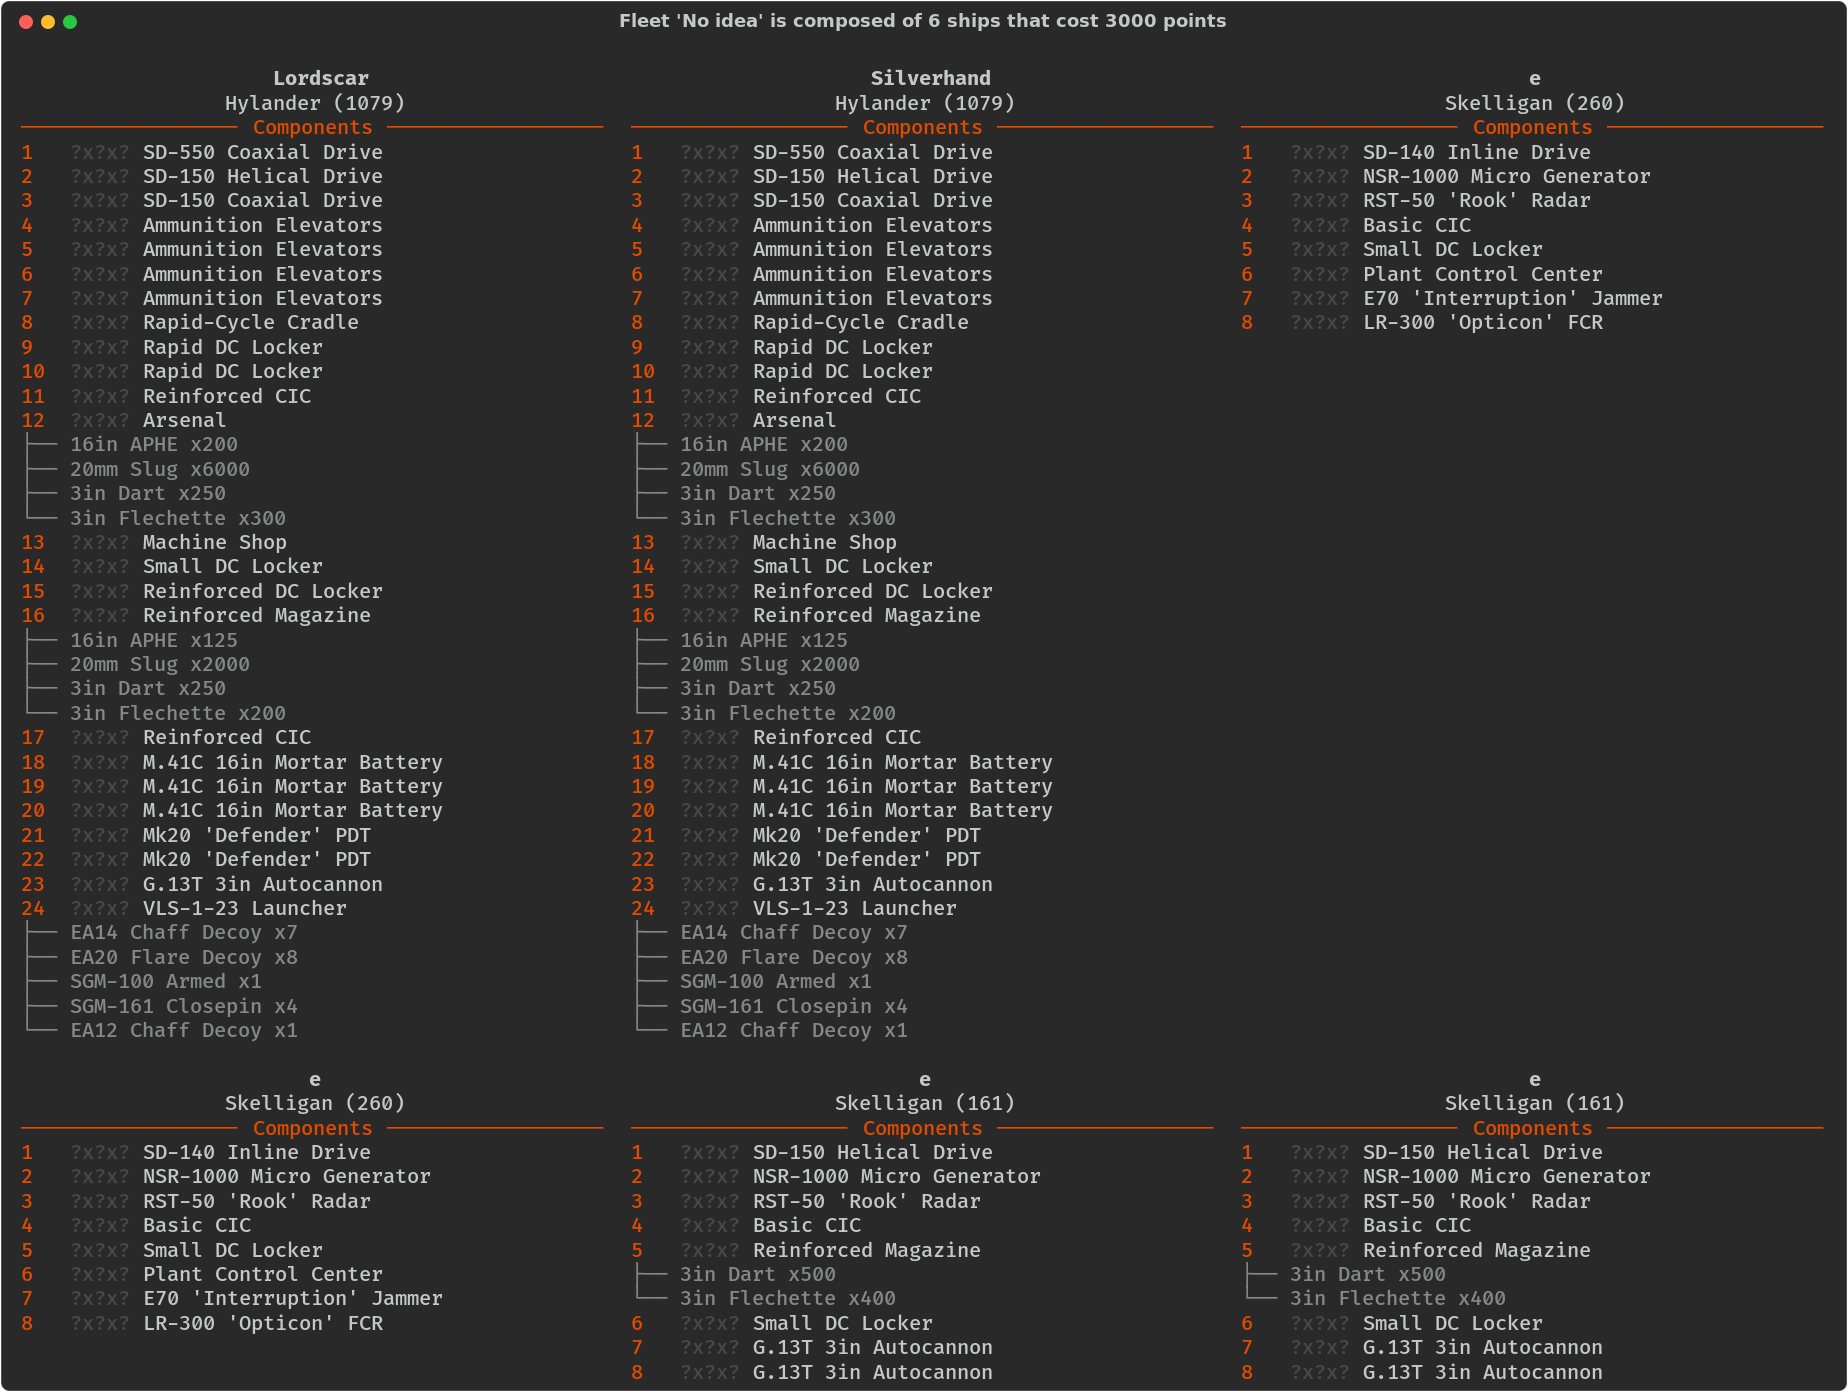 Fleet 'No idea' is composed of 6 ships that cost 3000 points
Lordscar
Hylander (1079)
Components
1 ?x?x? SD-550 Coaxial Drive
2 ?x?x? SD-150 Helical Drive
3 ?x?x? SD-150 Coaxial Drive
4 ?x?x? Ammunition Elevators
5 ?x?x? Ammunition Elevators
6 ?x?x? Ammunition Elevators
7 ?x?x? Ammunition Elevators
8 ?x?x? Rapid-Cycle Cradle
9 ?x?x? Rapid DC Locker
10 ?x?x? Rapid DC Locker
11 ?x?x? Reinforced CIC
12 ?x?x? Arsenal
16in APHE x200
20mm Slug x6000
3in Dart x250
3in Flechette x300
13 ?x?x? Machine Shop
14 ?x?x? Small DC Locker
15 ?x?x? Reinforced DC Locker
16 ?x?x? Reinforced Magazine
16in APHE x125
20mm Slug x2000
3in Dart x250
3in Flechette x200
17 ?x?x? Reinforced CIC
18 ?x?x? M.41C 16in Mortar Battery
19 ?x?x? M.41C 16in Mortar Battery
20 ?x?x? M.41C 16in Mortar Battery
21 ?x?x? Mk20 'Defender' PDT
22 ?x?x? Mk20 'Defender' PDT
23 ?x?x? G.13T 3in Autocannon
24 ?x?x? VLS-1-23 Launcher
EA14 Chaff Decoy x7
EA20 Flare Decoy x8
SGM-100 Armed x1
SGM-161 Closepin x4
EA12 Chaff Decoy x1
Silverhand
Hylander (1079)
Components
1 ?x?x? SD-550 Coaxial Drive
2 ?x?x? SD-150 Helical Drive
3 ?x?x? SD-150 Coaxial Drive
4 ?x?x? Ammunition Elevators
5 ?x?x? Ammunition Elevators
6 ?x?x? Ammunition Elevators
7 ?x?x? Ammunition Elevators
8 ?x?x? Rapid-Cycle Cradle
9 ?x?x? Rapid DC Locker
10 ?x?x? Rapid DC Locker
11 ?x?x? Reinforced CIC
12 ?x?x? Arsenal
16in APHE x200
20mm Slug x6000
3in Dart x250
3in Flechette x300
13 ?x?x? Machine Shop
14 ?x?x? Small DC Locker
15 ?x?x? Reinforced DC Locker
16 ?x?x? Reinforced Magazine
16in APHE x125
20mm Slug x2000
3in Dart x250
3in Flechette x200
17 ?x?x? Reinforced CIC
18 ?x?x? M.41C 16in Mortar Battery
19 ?x?x? M.41C 16in Mortar Battery
20 ?x?x? M.41C 16in Mortar Battery
21 ?x?x? Mk20 'Defender' PDT
22 ?x?x? Mk20 'Defender' PDT
23 ?x?x? G.13T 3in Autocannon
24 ?x?x? VLS-1-23 Launcher
EA14 Chaff Decoy x7
EA20 Flare Decoy x8
SGM-100 Armed x1
SGM-161 Closepin x4
EA12 Chaff Decoy x1
e
Skelligan (260)
Components
1 ?x?x? SD-140 Inline Drive
2 ?x?x? NSR-1000 Micro Generator
3 ?x?x? RST-50 'Rook' Radar
4 ?x?x? Basic CIC
5 ?x?x? Small DC Locker
6 ?x?x? Plant Control Center
7 ?x?x? E70 'Interruption' Jammer
8 ?x?x? LR-300 'Opticon' FCR
e
Skelligan (260)
Components
1 ?x?x? SD-140 Inline Drive
2 ?x?x? NSR-1000 Micro Generator
3 ?x?x? RST-50 'Rook' Radar
4 ?x?x? Basic CIC
5 ?x?x? Small DC Locker
6 ?x?x? Plant Control Center
7 ?x?x? E70 'Interruption' Jammer
8 ?x?x? LR-300 'Opticon' FCR
e
Skelligan (161)
Components
1 ?x?x? SD-150 Helical Drive
2 ?x?x? NSR-1000 Micro Generator
3 ?x?x? RST-50 'Rook' Radar
4 ?x?x? Basic CIC
5 ?x?x? Reinforced Magazine
3in Dart x500
3in Flechette x400
6 ?x?x? Small DC Locker
7 ?x?x? G.13T 3in Autocannon
8 ?x?x? G.13T 3in Autocannon
e
Skelligan (161)
Components
1 ?x?x? SD-150 Helical Drive
2 ?x?x? NSR-1000 Micro Generator
3 ?x?x? RST-50 'Rook' Radar
4 ?x?x? Basic CIC
5 ?x?x? Reinforced Magazine
3in Dart x500
3in Flechette x400
6 ?x?x? Small DC Locker
7 ?x?x? G.13T 3in Autocannon
8 ?x?x? G.13T 3in Autocannon